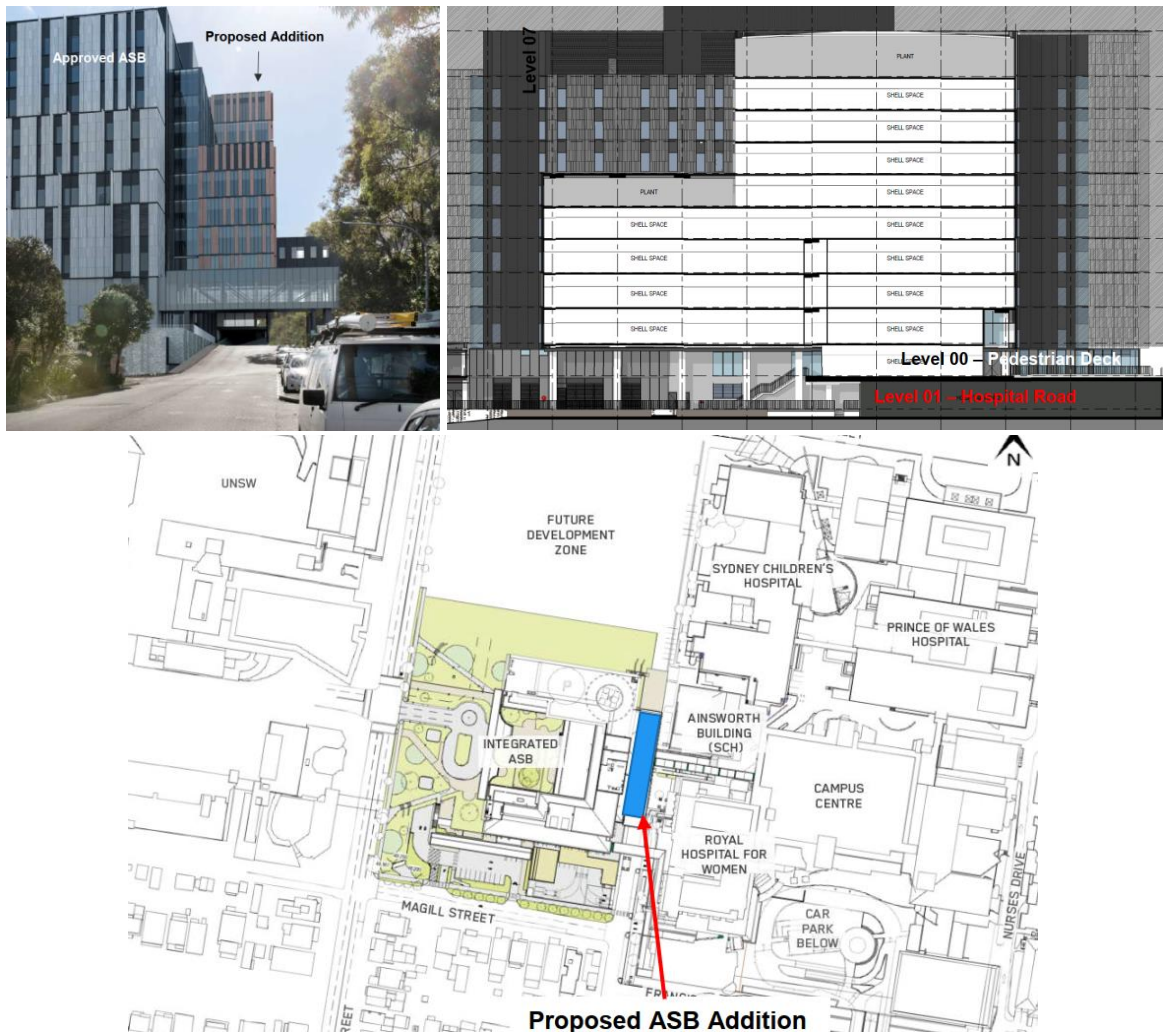 Approved ASB
Proposed Addition
Level 07
PLANT
SHELL SPACE
SHELL SPACE
SHELL SPACE
PLANT
SHELL SPACE
SHELL SPACE
SHELL SPACE
SHELL SPACE
SHELL SPACE
SHELL SPACE
SHELL SPACE
SHELL SPACE
SHELL SPACE
Level 00 – Pedestrian Deck
Level 01 – Hospital Road
N
UNSW
FUTURE
DEVELOPMENT
ZONE
SYDNEY CHILDREN'S
HOSPITAL
PRINCE OF WALES
HOSPITAL
P
AINSWORTH
BUILDING
(SCH)
INTEGRATED
ASB
CAMPUS
CENTRE
ROYAL
HOSPITAL FOR
WOMEN
MAGILL STREET
CAR
PARK
BELOW
NURSES DRIVE
STREET
Proposed ASB Addition